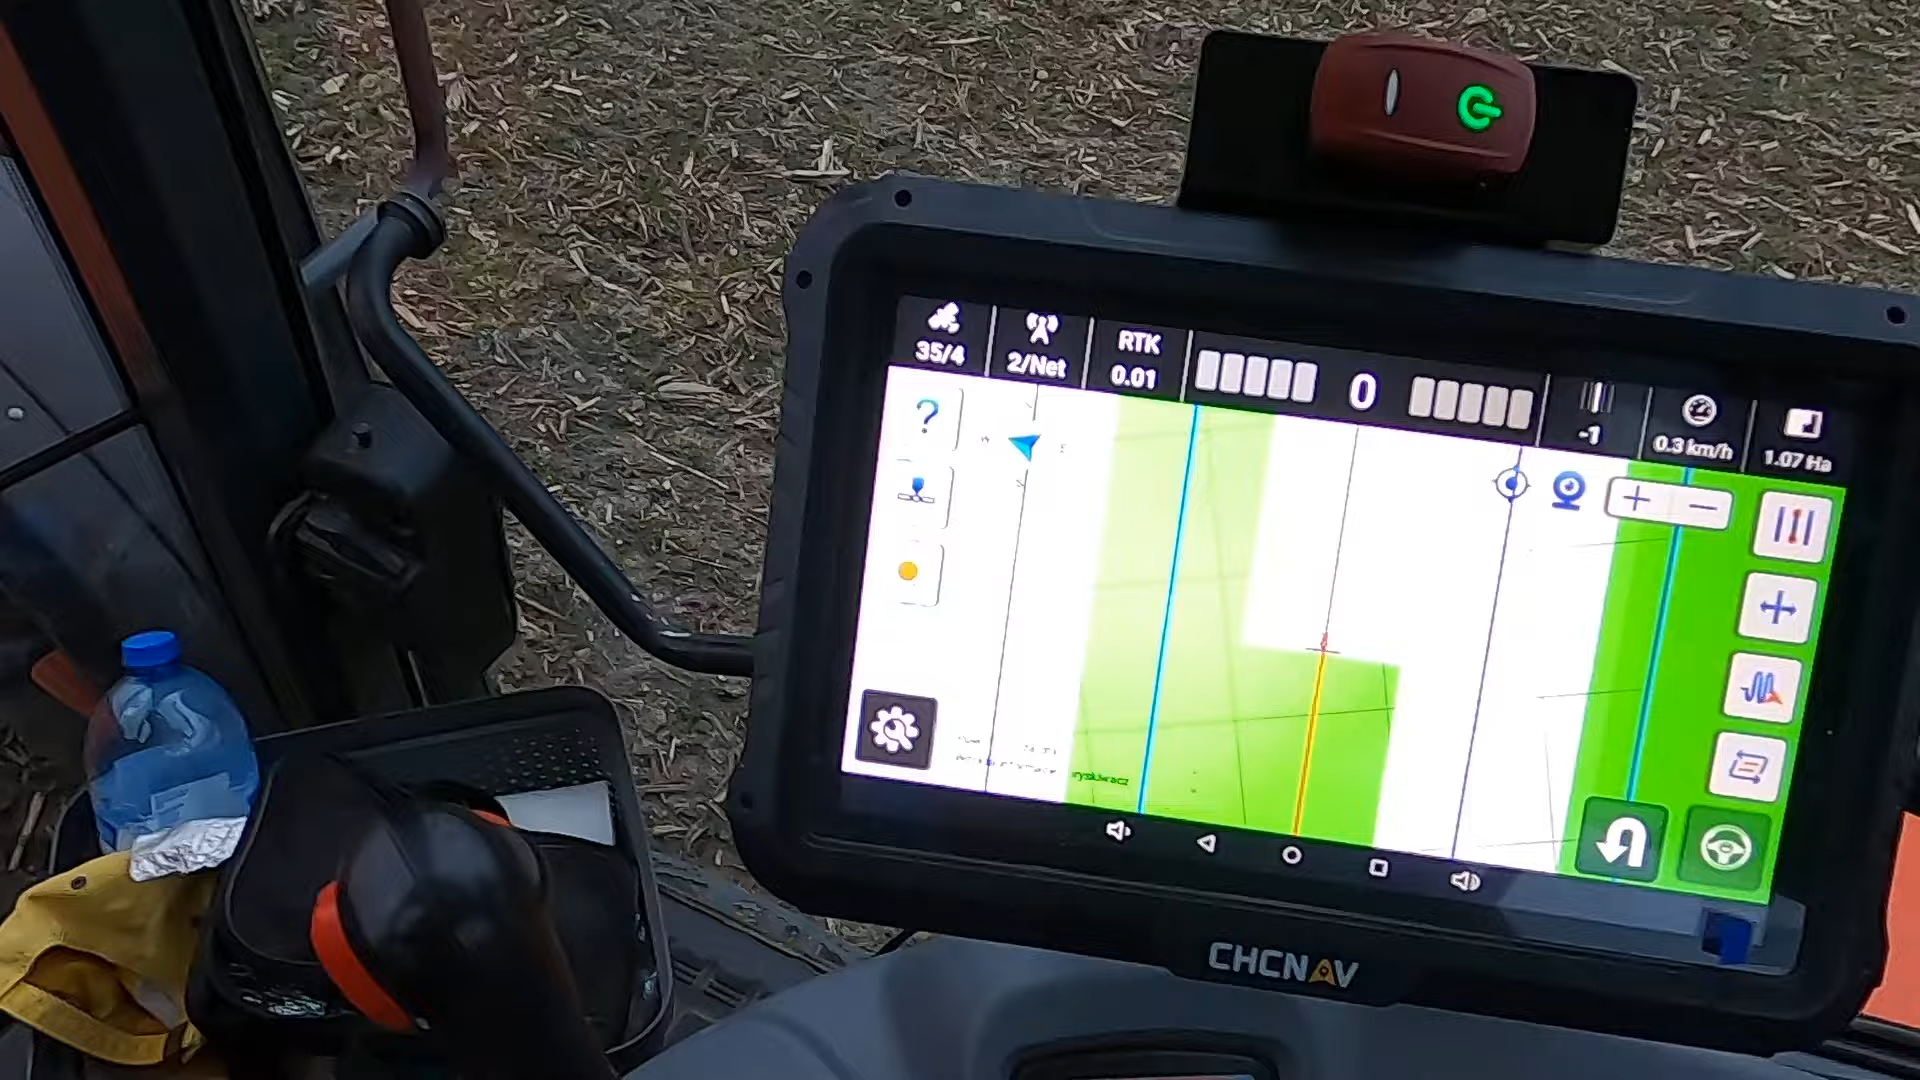 35/4
2/Net
RTK
0.01
0
-1
0.3 km/h
1.07 Ha
?
W
E
+ −
CHCNAV